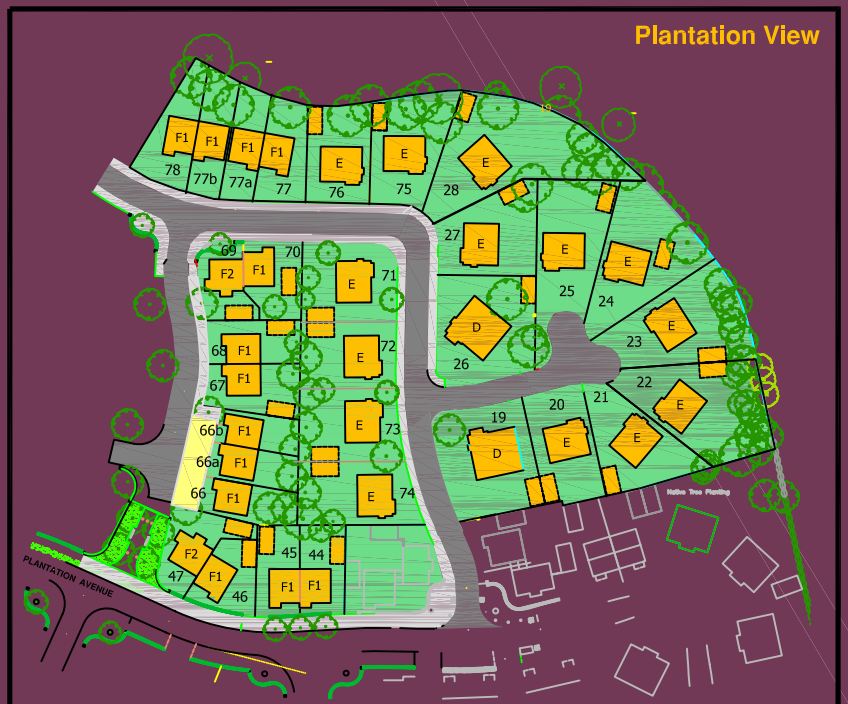 Plantation View
19
F1
F1
F1
F1
E
E
E
78
77b
77a
77
76
75
28
27
E
E
E
25
24
69
70
F2
F1
E
71
D
26
E
23
68
F1
67
F1
E
72
22
E
21
20
19
66b
F1
66a
F1
E
73
E
E
D
66
F1
E
74
Native Tree Planting
F2
47
F1
46
45
44
F1
F1
PLANTATION AVENUE